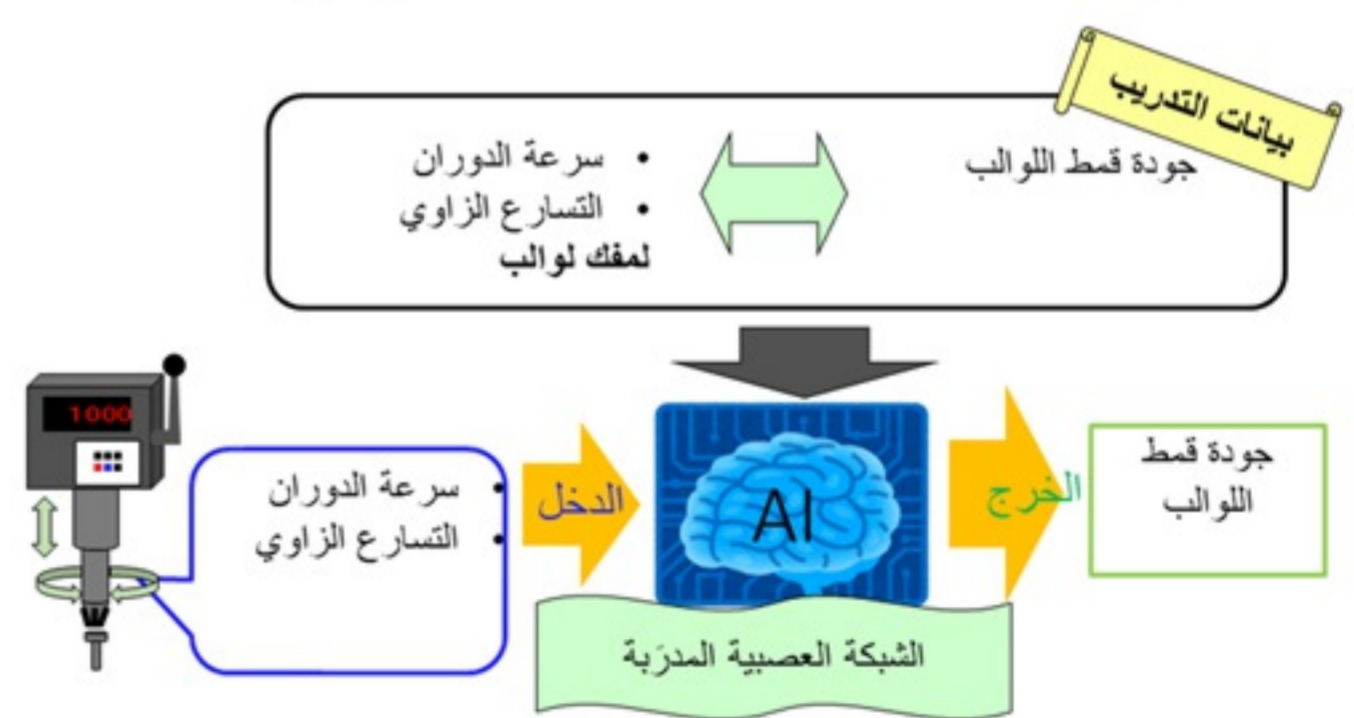 بيانات التدريب
جودة قمط اللوالب
• سرعة الدوران
• التسارع الزاوي
لمفك لوالب
1000
• سرعة الدوران
• التسارع الزاوي
الدخل
AI
الخرج
جودة قمط
اللوالب
الشبكة العصبية المدرَبة